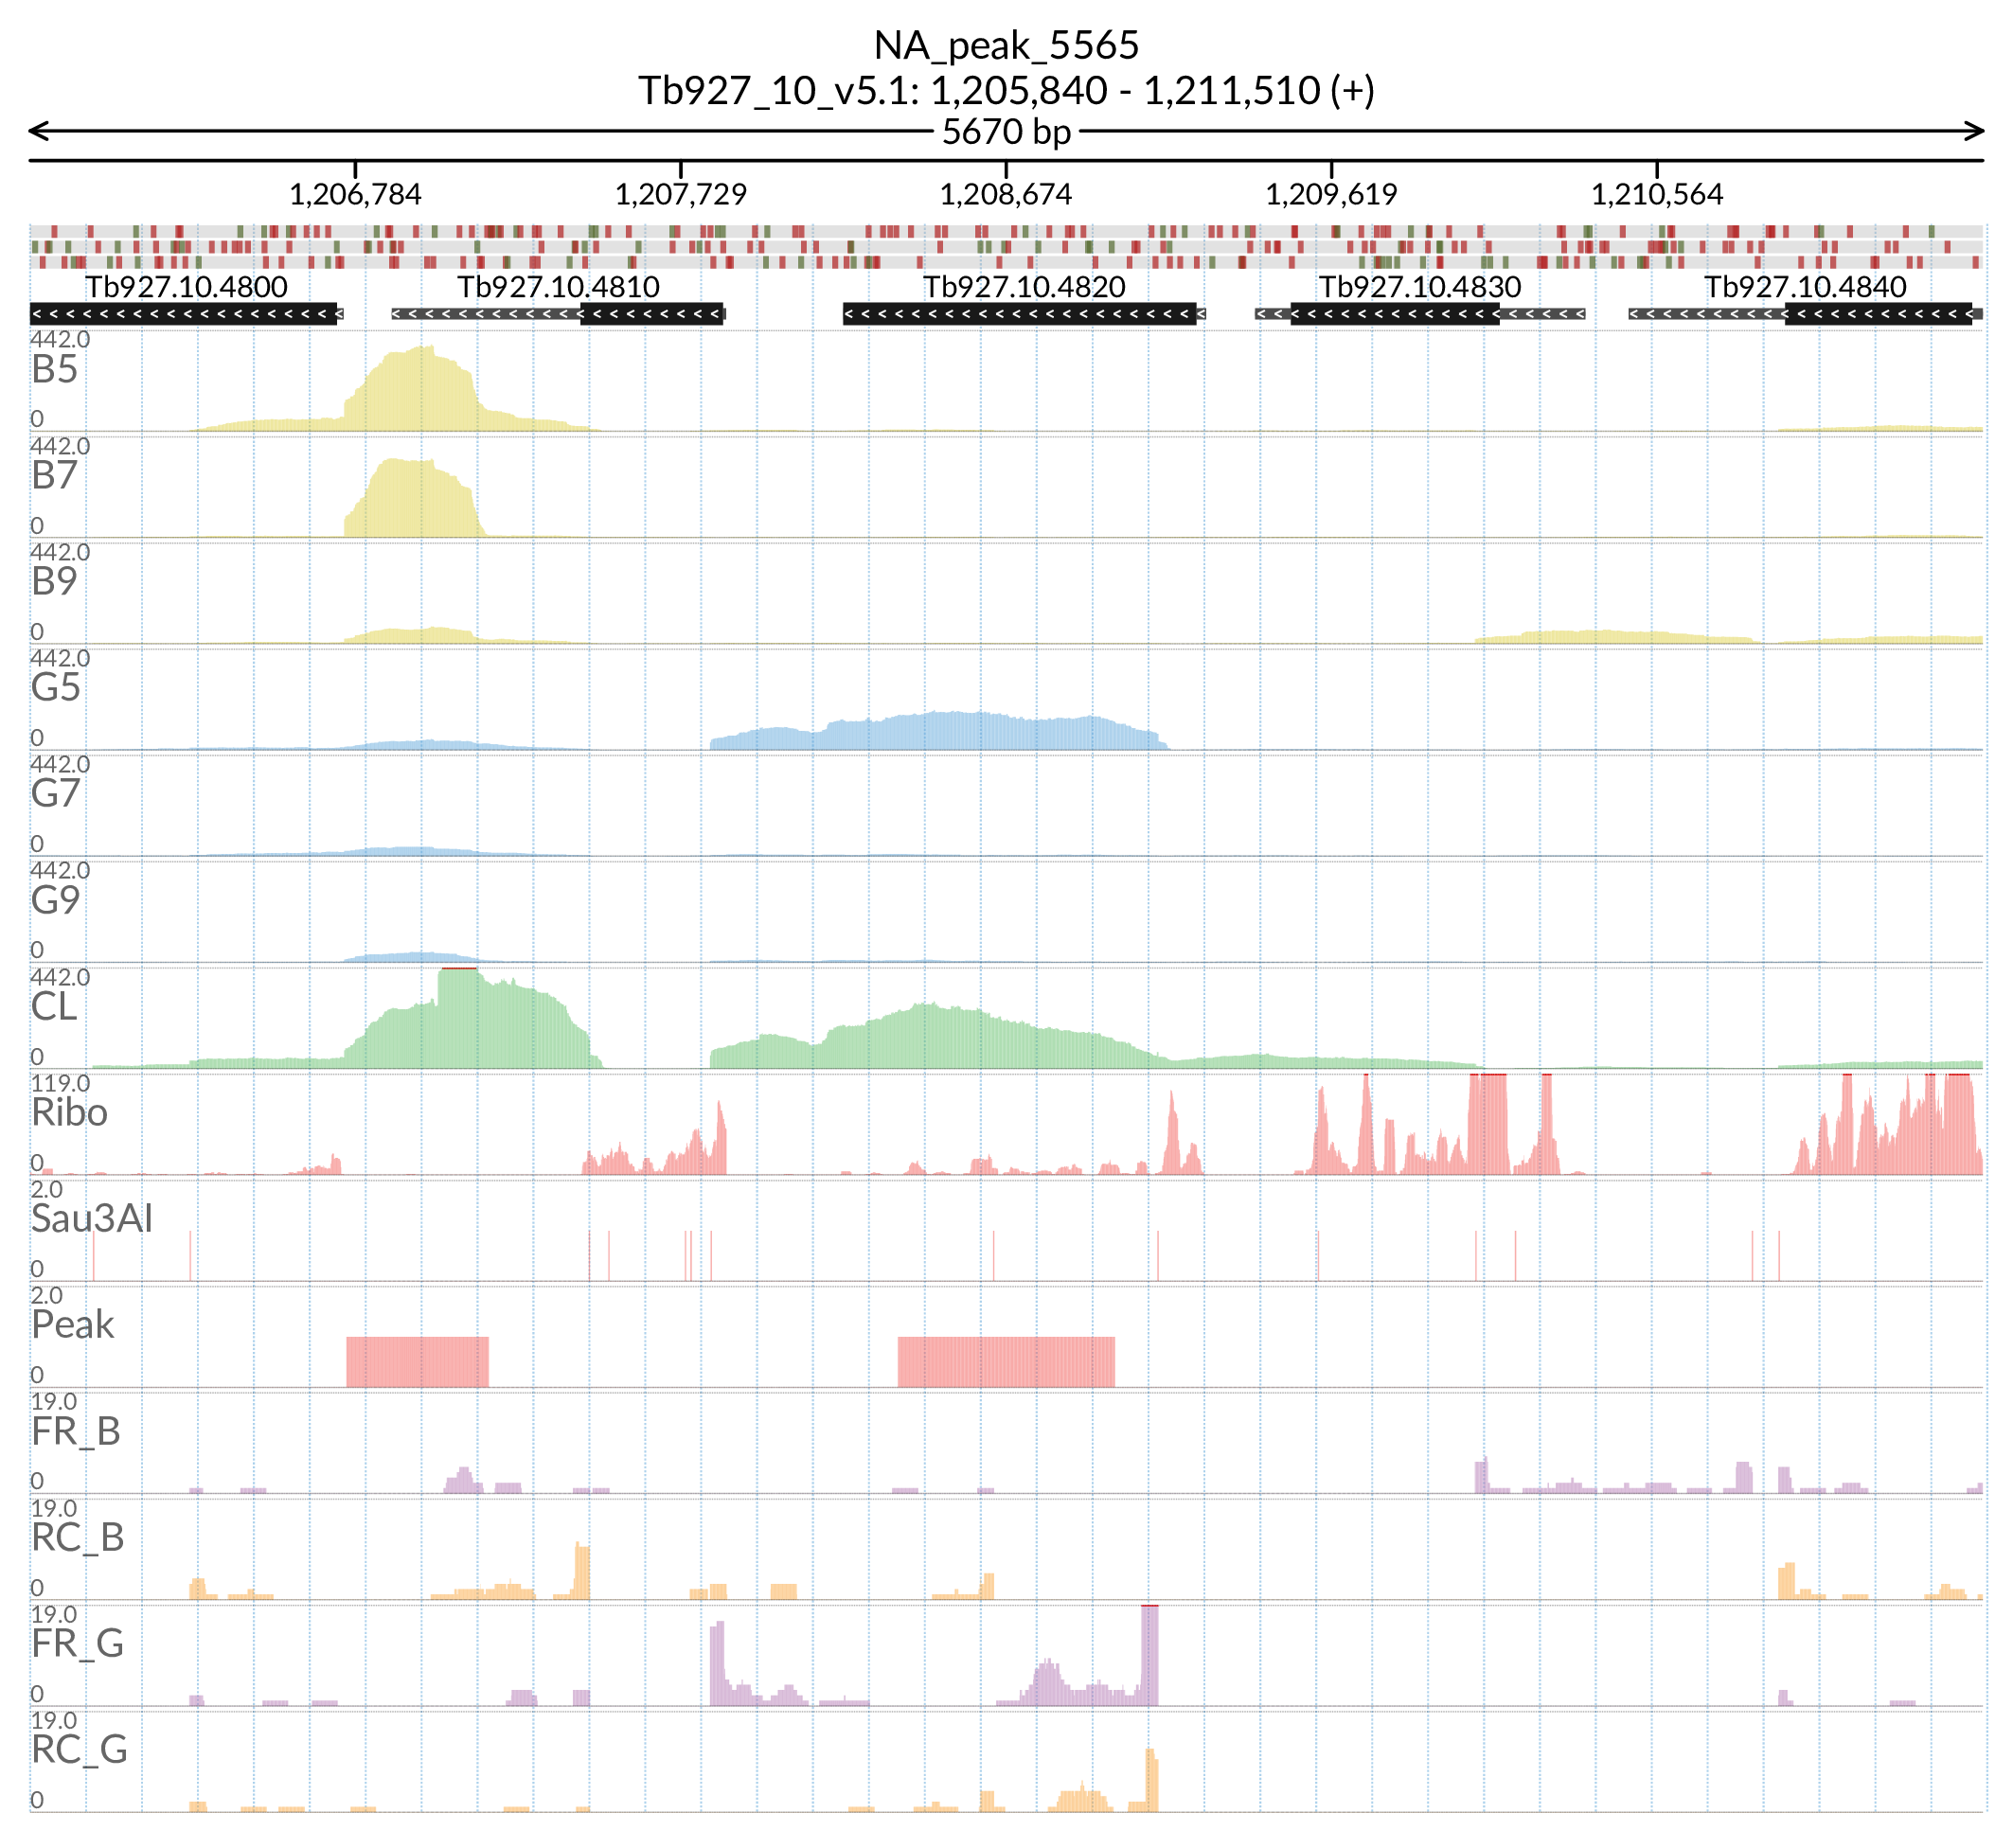 NA_peak_5565
Tb927_10_v5.1: 1,205,840 - 1,211,510 (+)
5670 bp
1,206,784 1,207,729 1,208,674 1,209,619 1,210,564
Tb927.10.4800 Tb927.10.4810 Tb927.10.4820 Tb927.10.4830 Tb927.10.4840
442.0
B5
0
442.0
B7
0
442.0
B9
0
442.0
G5
0
442.0
G7
0
442.0
G9
0
442.0
CL
0
119.0
Ribo
0
2.0
Sau3AI
0
2.0
Peak
0
19.0
FR_B
0
19.0
RC_B
0
19.0
FR_G
0
19.0
RC_G
0